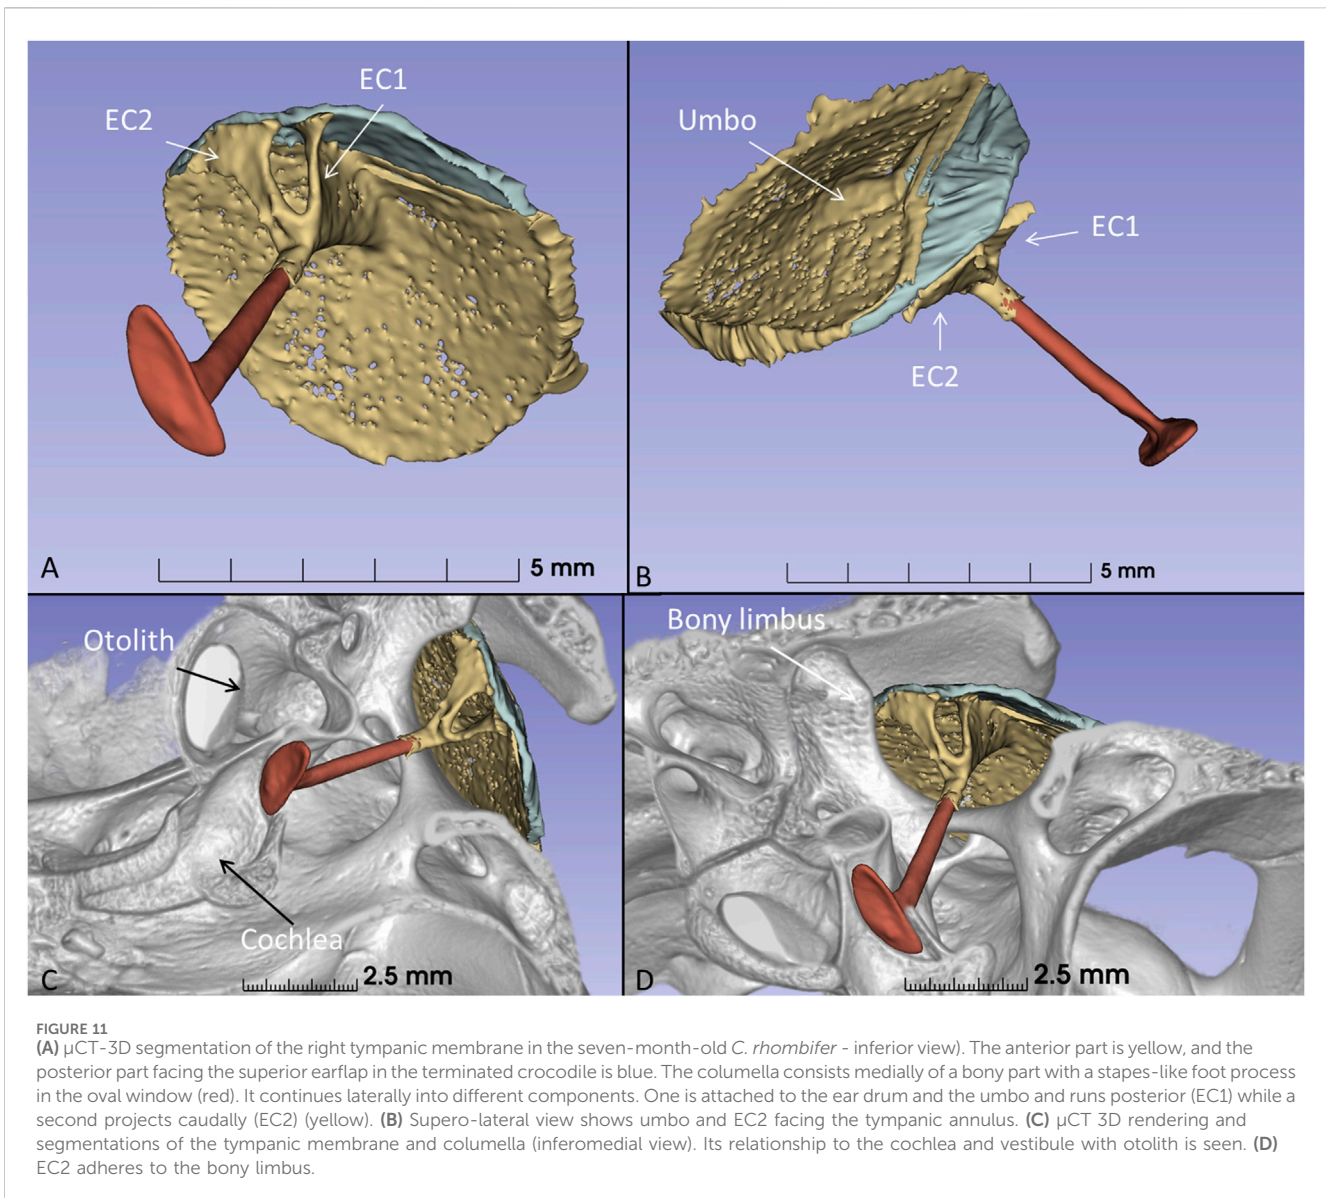 EC1
EC2
Umbo
EC1
EC2
A
5 mm
B
5 mm
Otolith
Bony limbus
Cochlea
C
2.5 mm
D
2.5 mm
FIGURE 11
(A) µCT-3D segmentation of the right tympanic membrane in the seven-month-old C. rhombifer - inferior view). The anterior part is yellow, and the
posterior part facing the superior earflap in the terminated crocodile is blue. The columella consists medially of a bony part with a stapes-like foot process
in the oval window (red). It continues laterally into different components. One is attached to the ear drum and the umbo and runs posterior (EC1) while a
second projects caudally (EC2) (yellow). (B) Supero-lateral view shows umbo and EC2 facing the tympanic annulus. (C) µCT 3D rendering and
segmentations of the tympanic membrane and columella (inferomedial view). Its relationship to the cochlea and vestibule with otolith is seen. (D)
EC2 adheres to the bony limbus.